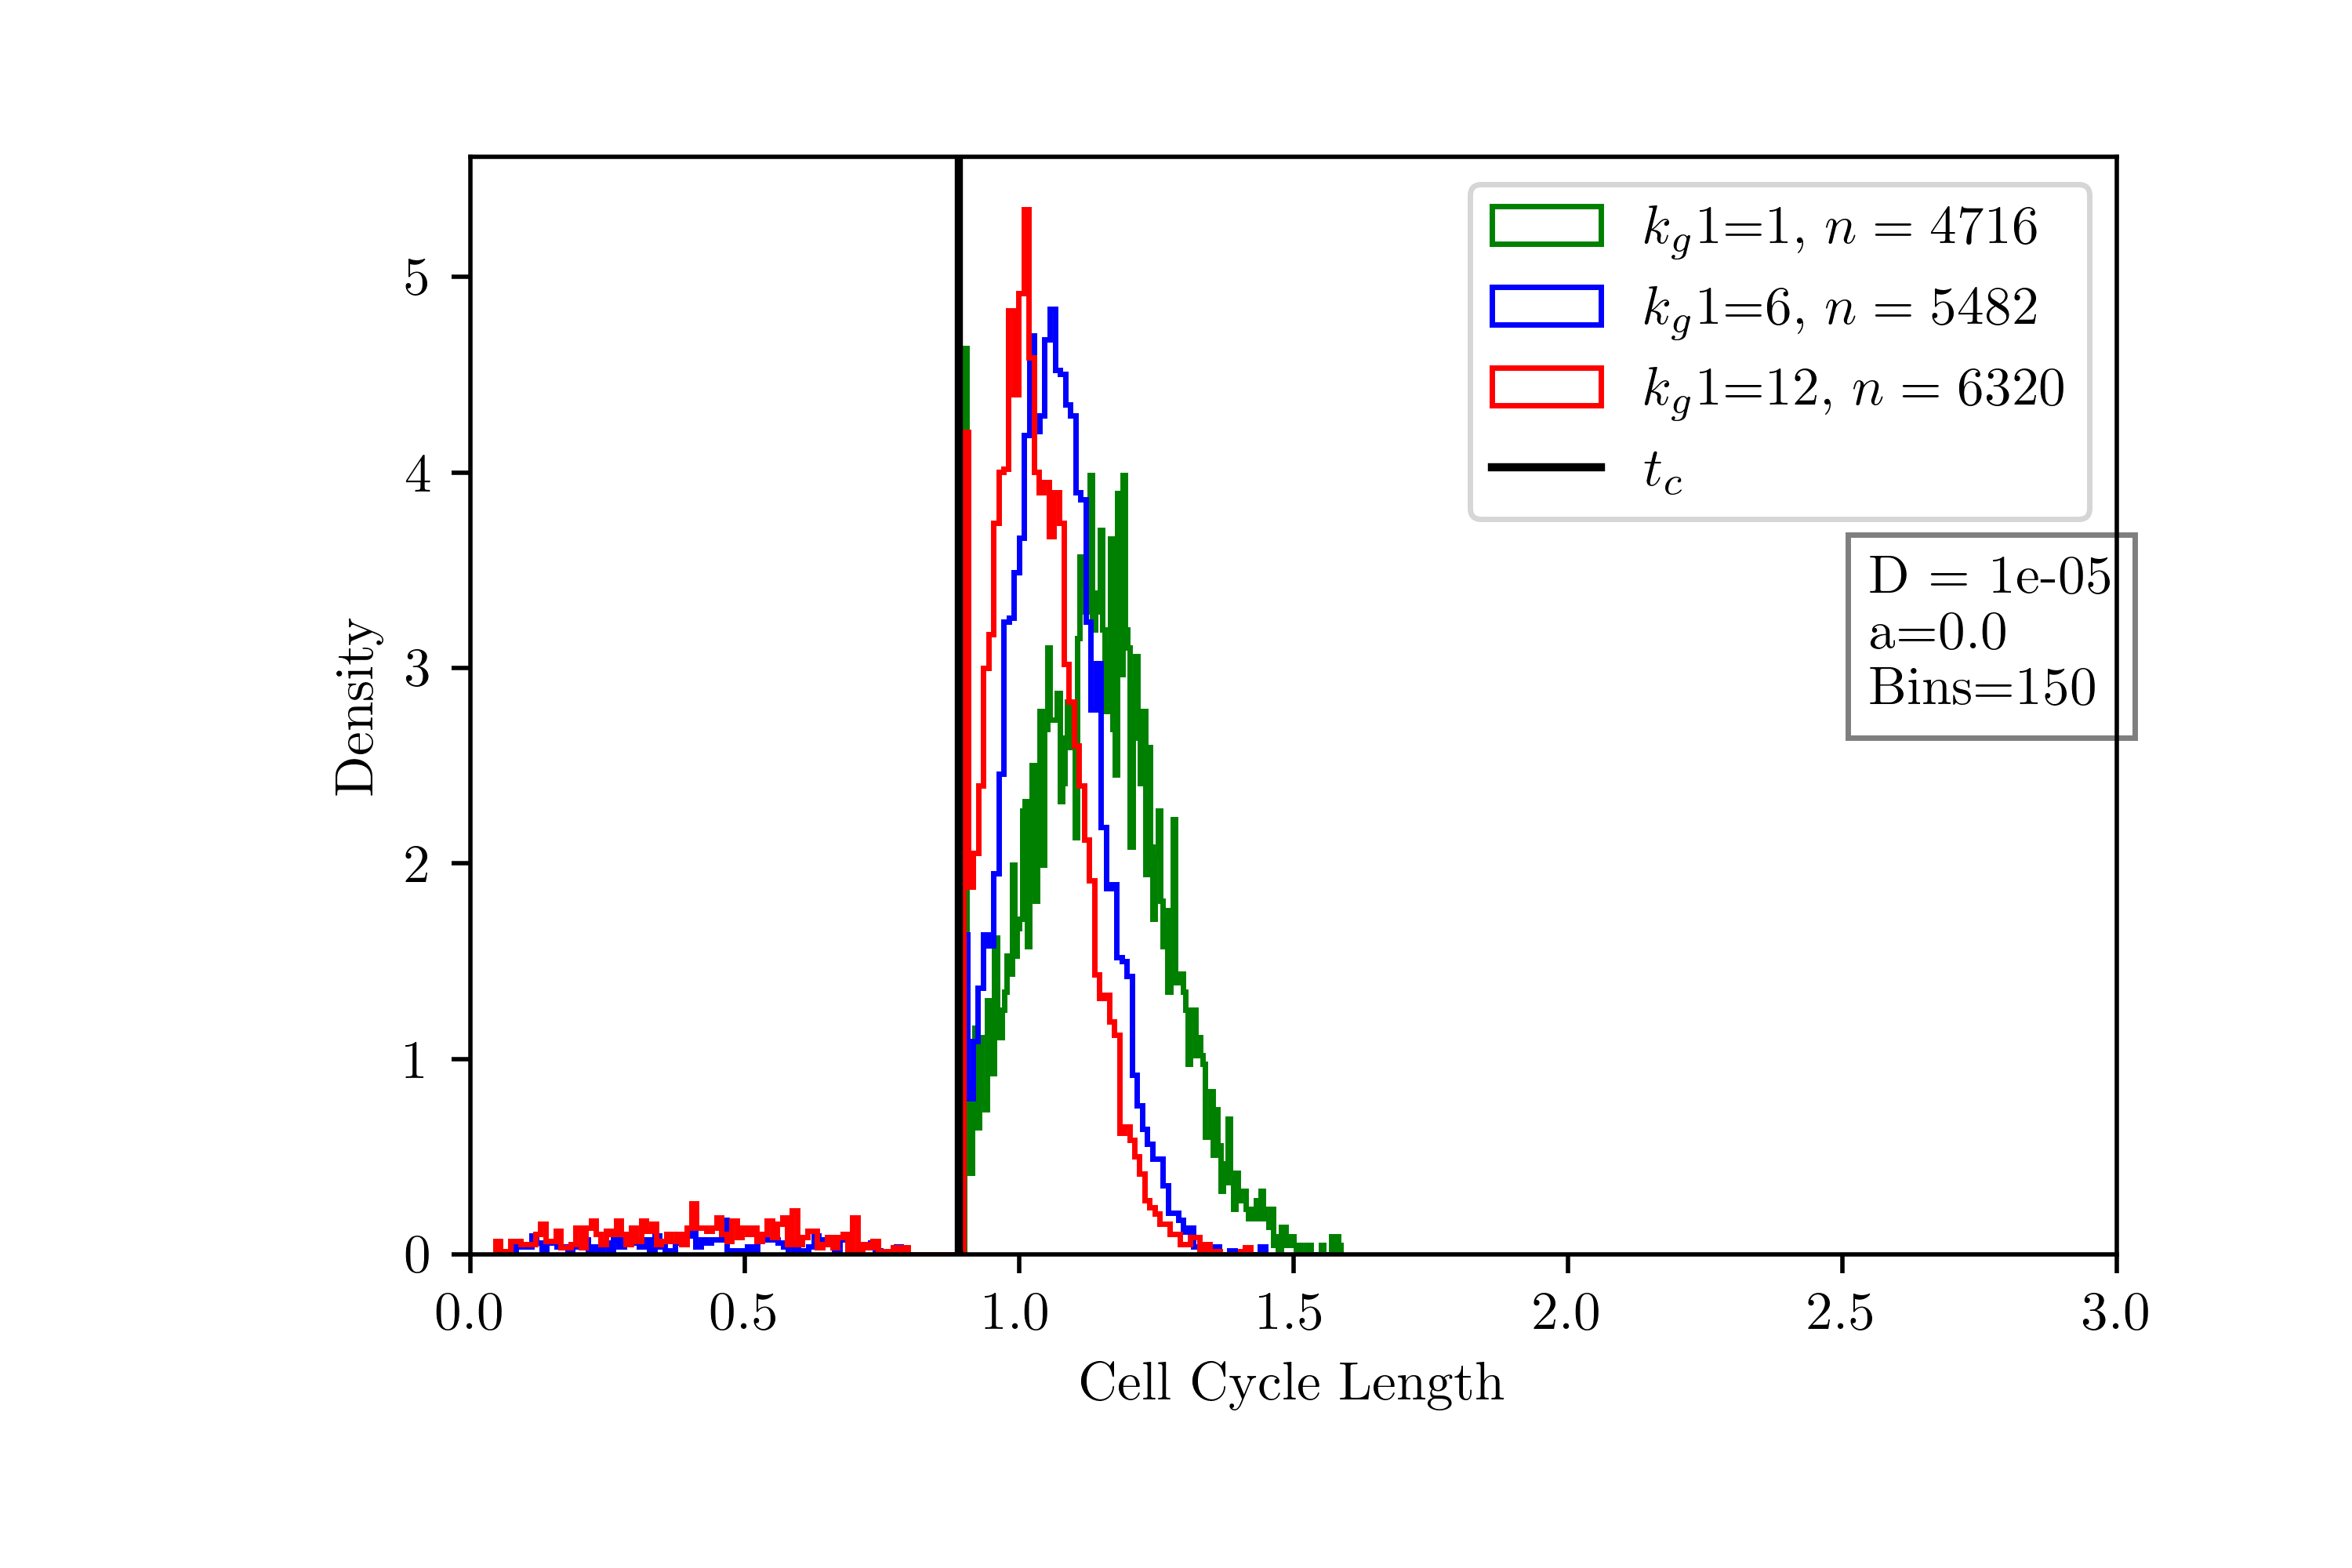 k_g1=1, n = 4716
k_g1=6, n = 5482
k_g1=12, n = 6320
t_c
D = 1e-05
a=0.0
Bins=150
Density
5
4
3
2
1
0
0.0 0.5 1.0 1.5 2.0 2.5 3.0
Cell Cycle Length